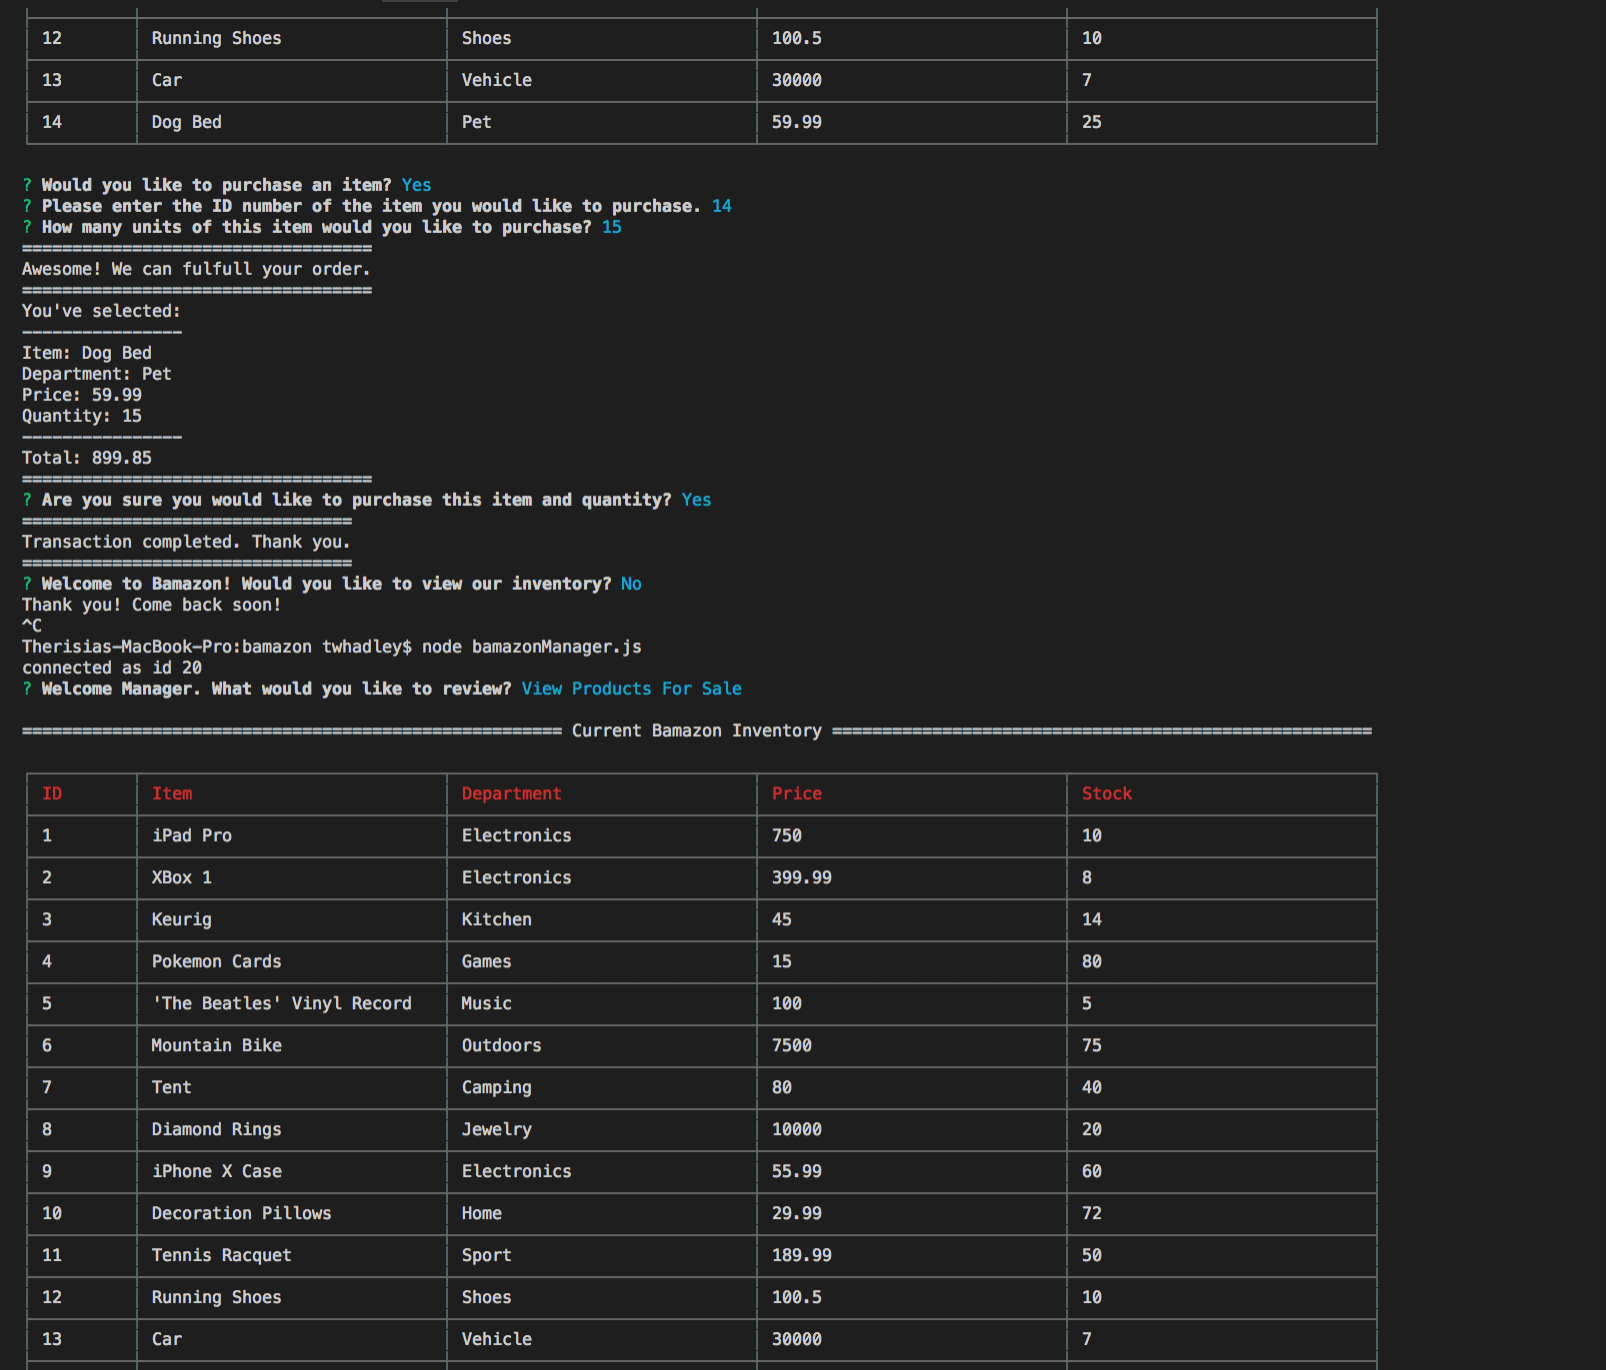 12 Running Shoes Shoes 100.5 10
13 Car Vehicle 30000 7
14 Dog Bed Pet 59.99 25
? Would you like to purchase an item? Yes
? Please enter the ID number of the item you would like to purchase. 14
? How many units of this item would you like to purchase? 15
===================================
Awesome! We can fulfull your order.
===================================
You've selected:
----------------
Item: Dog Bed
Department: Pet
Price: 59.99
Quantity: 15
----------------
Total: 899.85
===================================
? Are you sure you would like to purchase this item and quantity? Yes
=================================
Transaction completed. Thank you.
=================================
? Welcome to Bamazon! Would you like to view our inventory? No
Thank you! Come back soon!
^C
Therisias-MacBook-Pro:bamazon twhadley$ node bamazonManager.js
connected as id 20
? Welcome Manager. What would you like to review? View Products For Sale
====================================================== Current Bamazon Inventory ======================================================
ID Item Department Price Stock
1 iPad Pro Electronics 750 10
2 XBox 1 Electronics 399.99 8
3 Keurig Kitchen 45 14
4 Pokemon Cards Games 15 80
5 'The Beatles' Vinyl Record Music 100 5
6 Mountain Bike Outdoors 7500 75
7 Tent Camping 80 40
8 Diamond Rings Jewelry 10000 20
9 iPhone X Case Electronics 55.99 60
10 Decoration Pillows Home 29.99 72
11 Tennis Racquet Sport 189.99 50
12 Running Shoes Shoes 100.5 10
13 Car Vehicle 30000 7